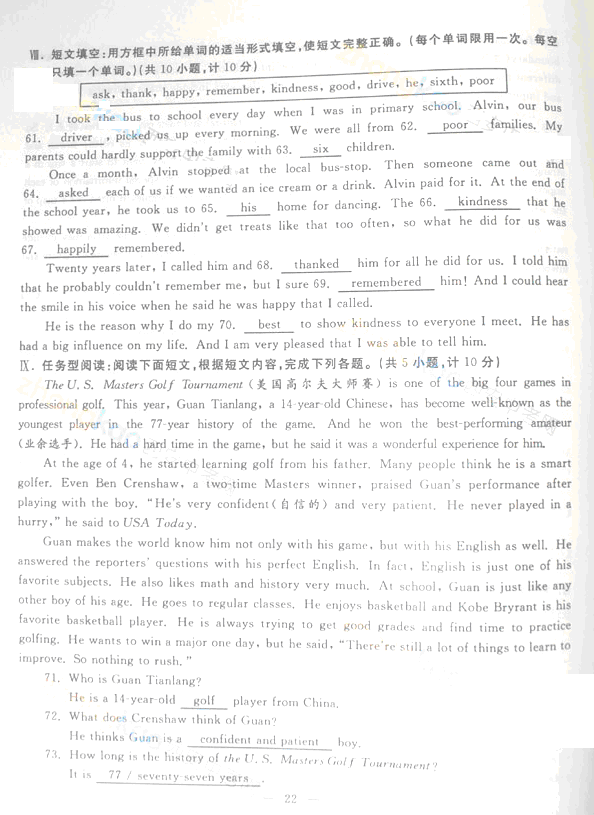 Ⅷ. 短文填空:用方框中所给单词的适当形式填空,使短文完整正确。(每个单词限用一次。每空
只填一个单词。)(共 10 小题,计 10 分)
ask, thank, happy, remember, kindness, good, drive, he, sixth, poor
I took the bus to school every day when I was in primary school. Alvin, our bus
61. driver , picked us up every morning. We were all from 62. poor families. My
parents could hardly support the family with 63. six children.
Once a month, Alvin stopped at the local bus-stop. Then someone came out and
64. asked each of us if we wanted an ice cream or a drink. Alvin paid for it. At the end of
the school year, he took us to 65. his home for dancing. The 66. kindness that he
showed was amazing. We didn't get treats like that too often, so what he did for us was
67. happily remembered.
Twenty years later, I called him and 68. thanked him for all he did for us. I told him
that he probably couldn't remember me, but I sure 69. remembered him! And I could hear
the smile in his voice when he said he was happy that I called.
He is the reason why I do my 70. best to show kindness to everyone I meet. He has
had a big influence on my life. And I am very pleased that I was able to tell him.
Ⅸ. 任务型阅读:阅读下面短文,根据短文内容,完成下列各题。(共 5 小题,计 10 分)
The U. S. Masters Golf Tournament (美国高尔夫大师赛) is one of the big four games in
professional golf. This year, Guan Tianlang, a 14-year-old Chinese, has become well-known as the
youngest player in the 77-year history of the game. And he won the best-performing amateur
(业余选手). He had a hard time in the game, but he said it was a wonderful experience for him.
At the age of 4, he started learning golf from his father. Many people think he is a smart
golfer. Even Ben Crenshaw, a two-time Masters winner, praised Guan's performance after
playing with the boy. "He's very confident(自信的) and very patient. He never played in a
hurry," he said to USA Today.
Guan makes the world know him not only with his game, but with his English as well. He
answered the reporters' questions with his perfect English. In fact, English is just one of his
favorite subjects. He also likes math and history very much. At school, Guan is just like any
other boy of his age. He goes to regular classes. He enjoys basketball and Kobe Bryrant is his
favorite basketball player. He is always trying to get good grades and find time to practice
golfing. He wants to win a major one day, but he said, "There're still a lot of things to learn to
improve. So nothing to rush."
71. Who is Guan Tianlang?
He is a 14-year-old golf player from China.
72. What does Crenshaw think of Guan?
He thinks Guan is a confident and patient boy.
73. How long is the history of the U. S. Masters Golf Tournament?
It is 77 / seventy-seven years .
— 22 —